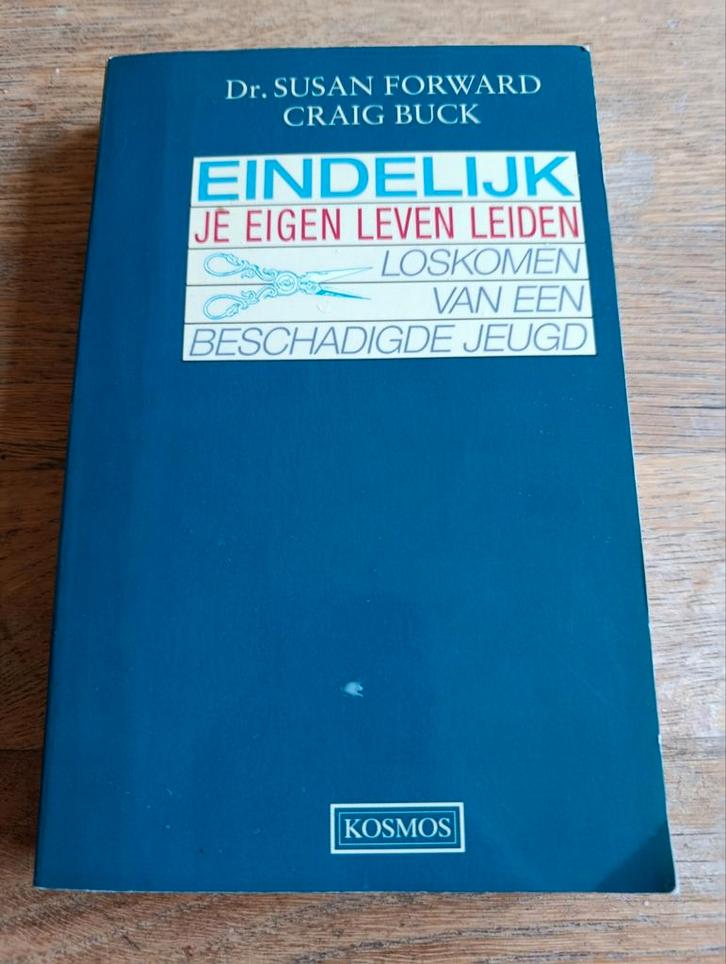 Dr. SUSAN FORWARD
CRAIG BUCK
EINDELIJK
JE EIGEN LEVEN LEIDEN
LOSKOMEN
VAN EEN
BESCHADIGDE JEUGD
KOSMOS